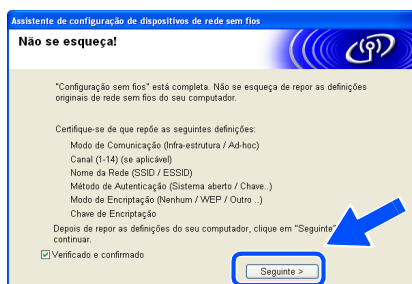 Assistente de configuração de dispositivos de rede sem fios
Não se esqueça!
"Configuração sem fios" está completa. Não se esqueça de repor as definições
originais de rede sem fios do seu computador.
Certifique-se de que repõe as seguintes definições:
Modo de Comunicação (Infra-estrutura / Ad-hoc)
Canal (1-14) (se aplicável)
Nome da Rede (SSID / ESSID)
Método de Autenticação (Sistema aberto / Chave..)
Modo de Encriptação (Nenhum / WEP / Outro ..)
Chave de Encriptação
Depois de repor as definições do seu computador, clique em "Seguinte"
continuar.
Verificado e confirmado
Seguinte >